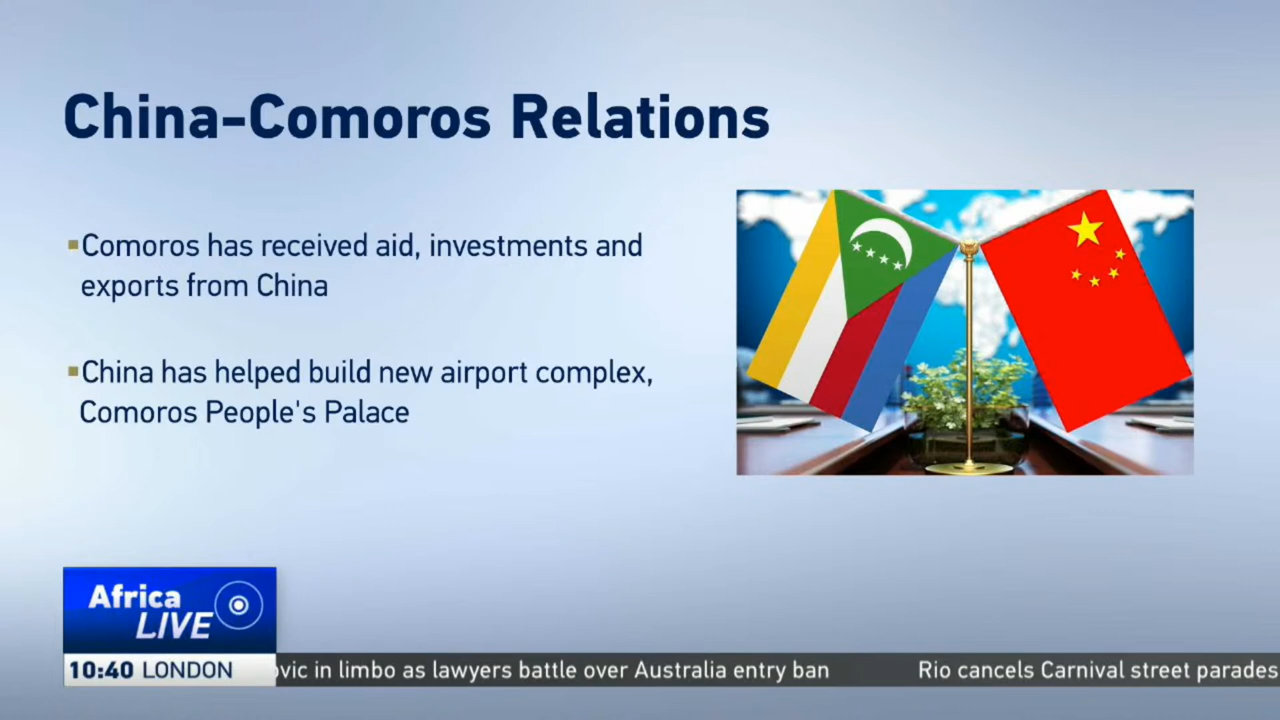 China-Comoros Relations
▪Comoros has received aid, investments and
exports from China
▪China has helped build new airport complex,
Comoros People's Palace
Africa
LIVE
10:40 LONDON
ovic in limbo as lawyers battle over Australia entry ban Rio cancels Carnival street parades